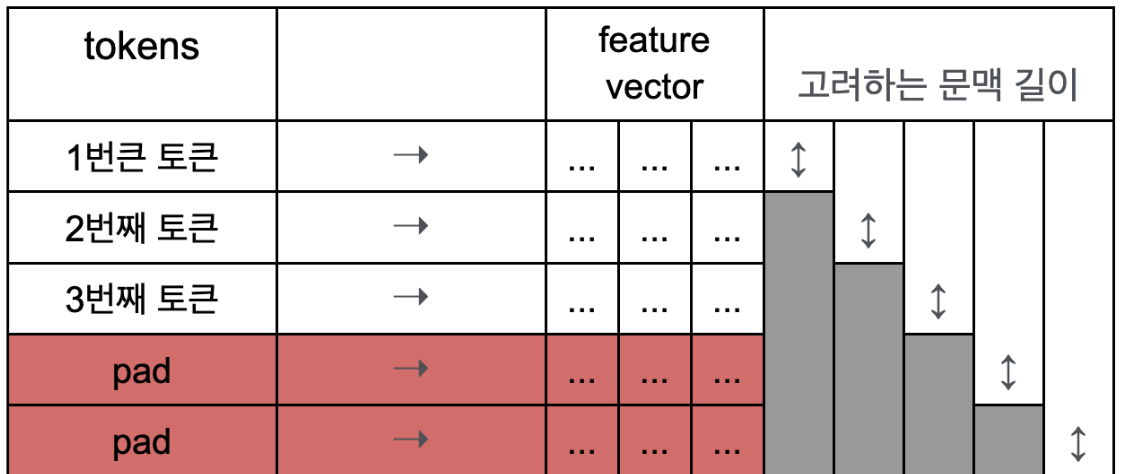 tokens
feature
vector
고려하는 문맥 길이
1번큰 토큰 → ... ... ... ↕
2번째 토큰 → ... ... ... ↕
3번째 토큰 → ... ... ... ↕
pad → ... ... ... ↕
pad → ... ... ... ↕